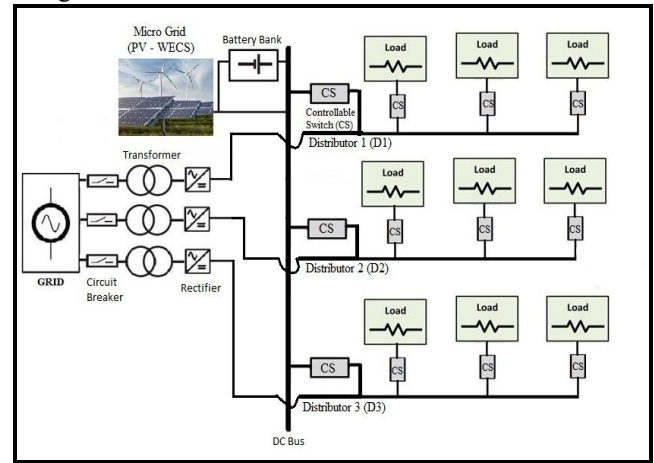 Micro Grid
(PV - WECS)
Battery Bank
Load
Load
Load
CS
CS
CS
CS
Controllable
Switch (CS)
Distributor 1 (D1)
Transformer
Load
Load
Load
CS
CS
CS
CS
Distributor 2 (D2)
GRID
Circuit
Breaker
Rectifier
Load
Load
Load
CS
CS
CS
CS
Distributor 3 (D3)
DC Bus